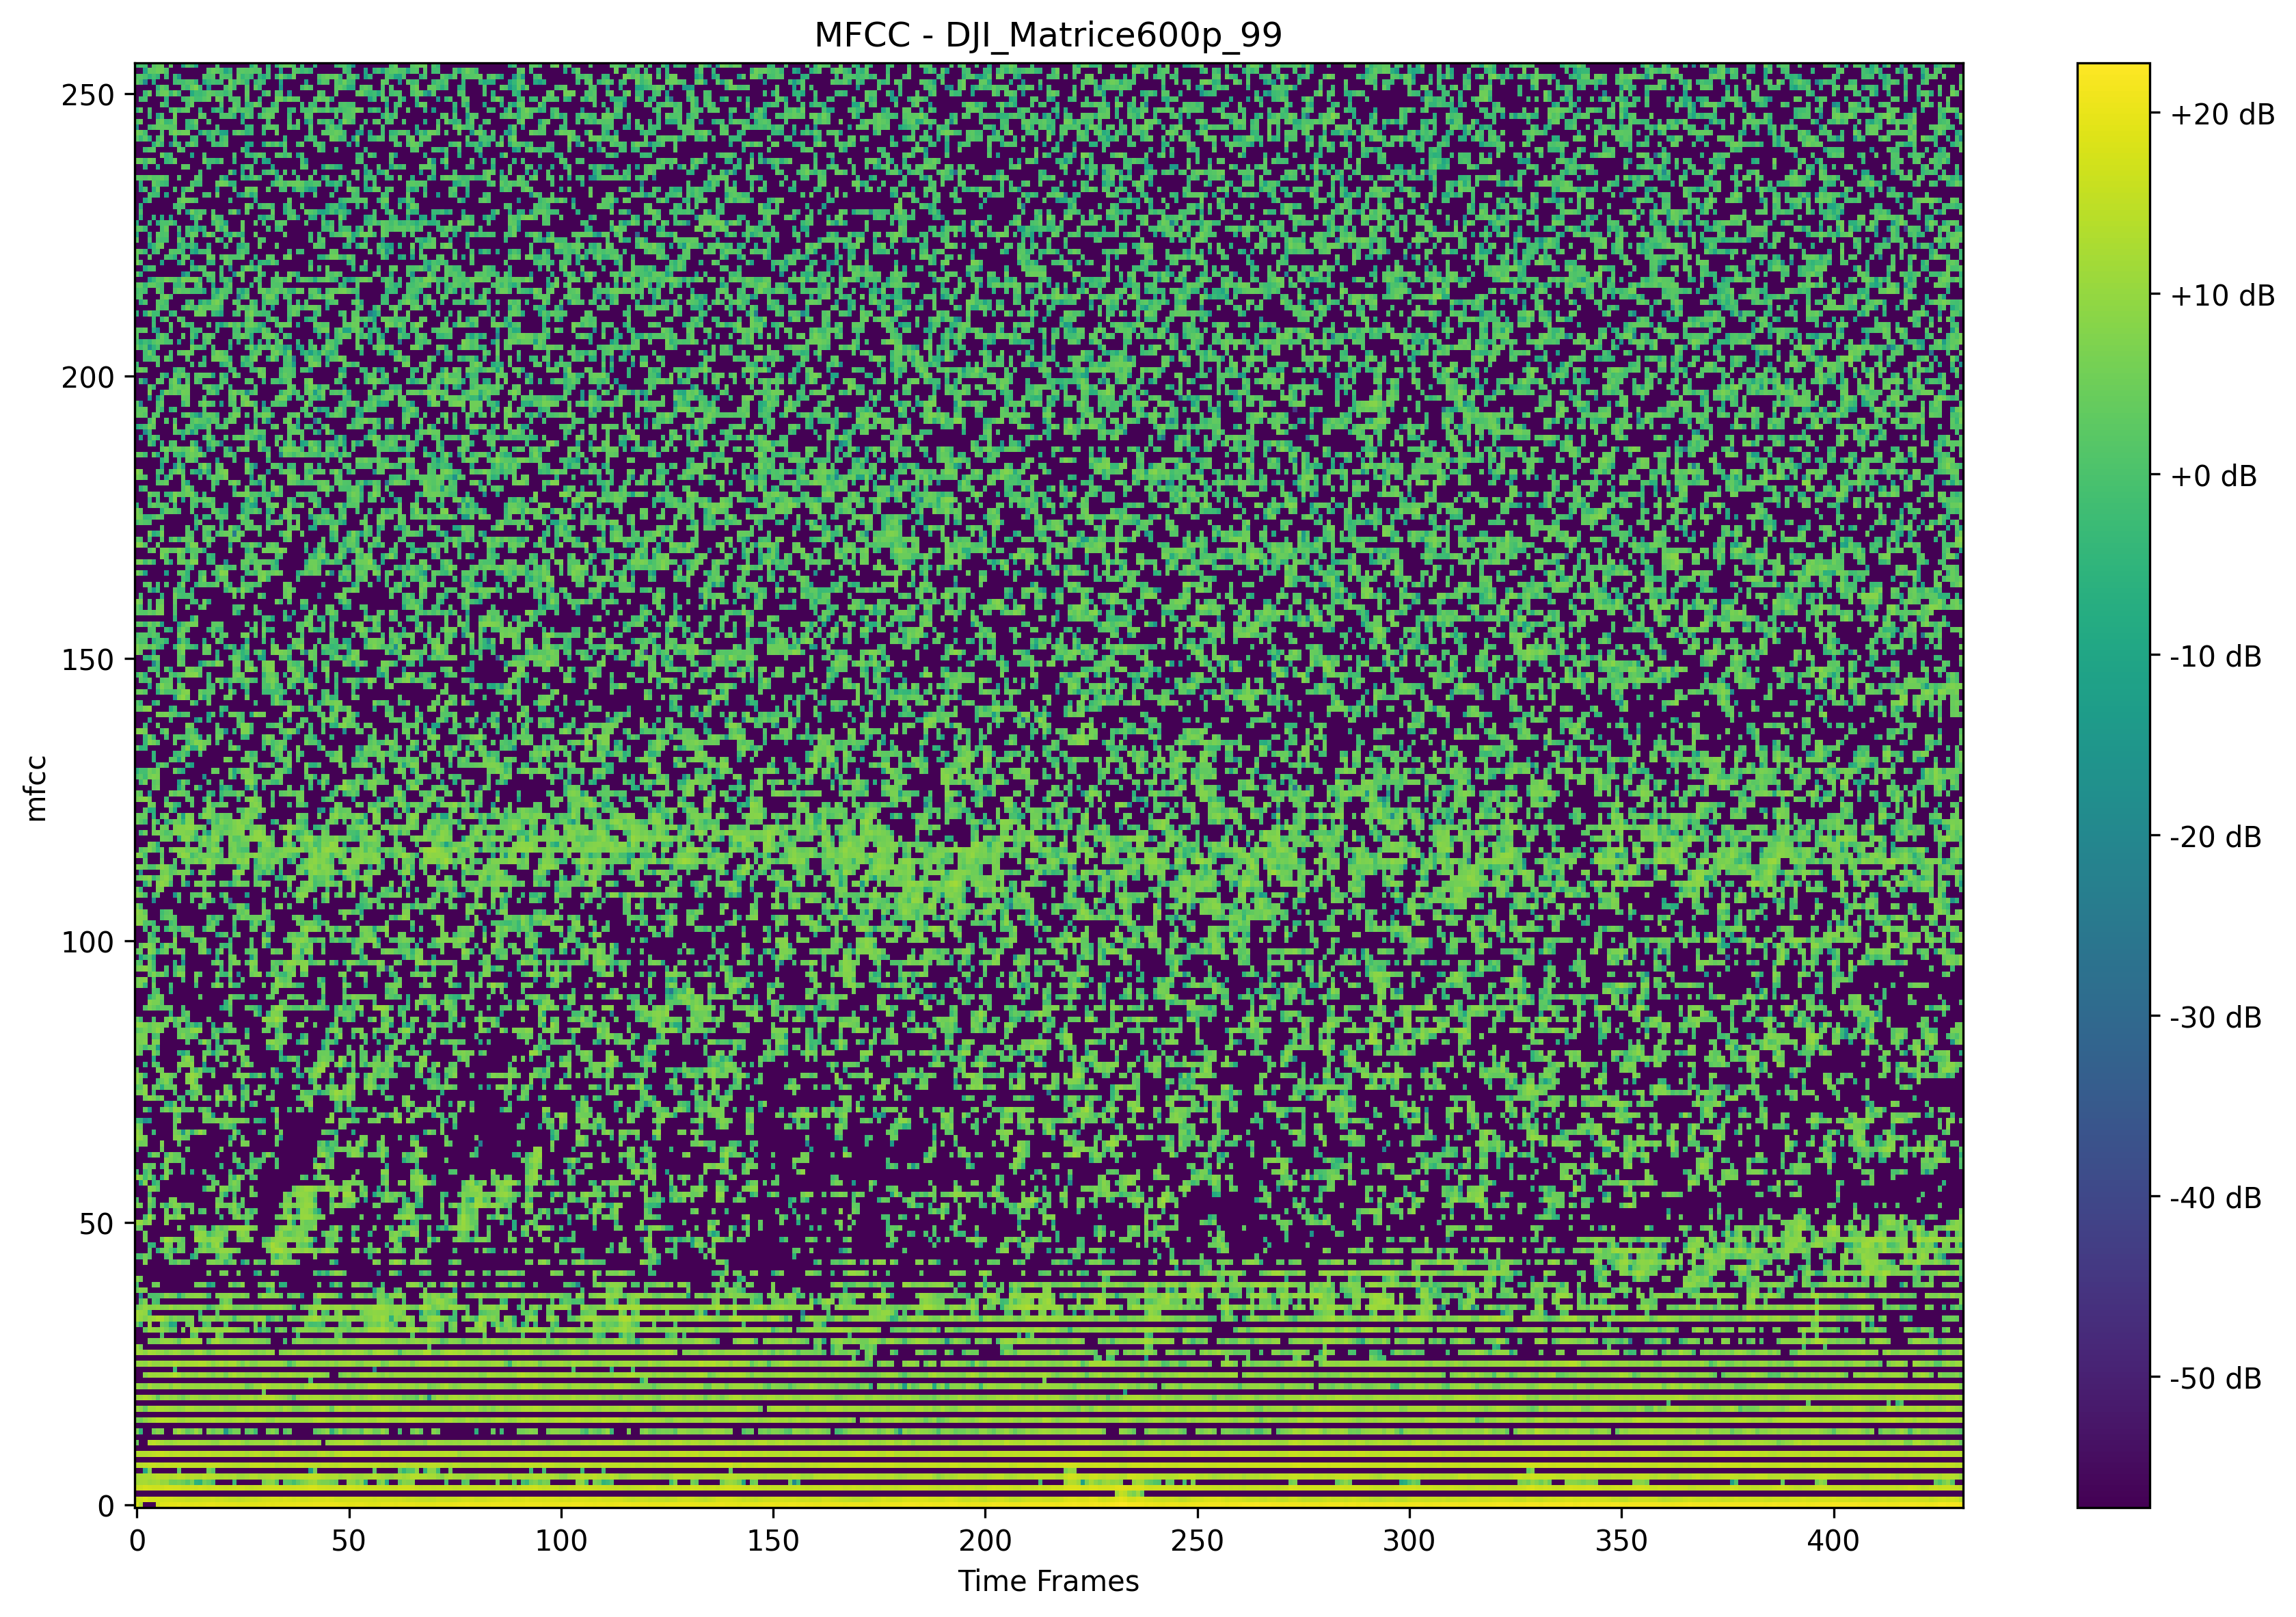 MFCC - DJI_Matrice600p_99
250
200
150
100
50
0
mfcc
0 50 100 150 200 250 300 350 400
Time Frames
+20 dB
+10 dB
+0 dB
-10 dB
-20 dB
-30 dB
-40 dB
-50 dB